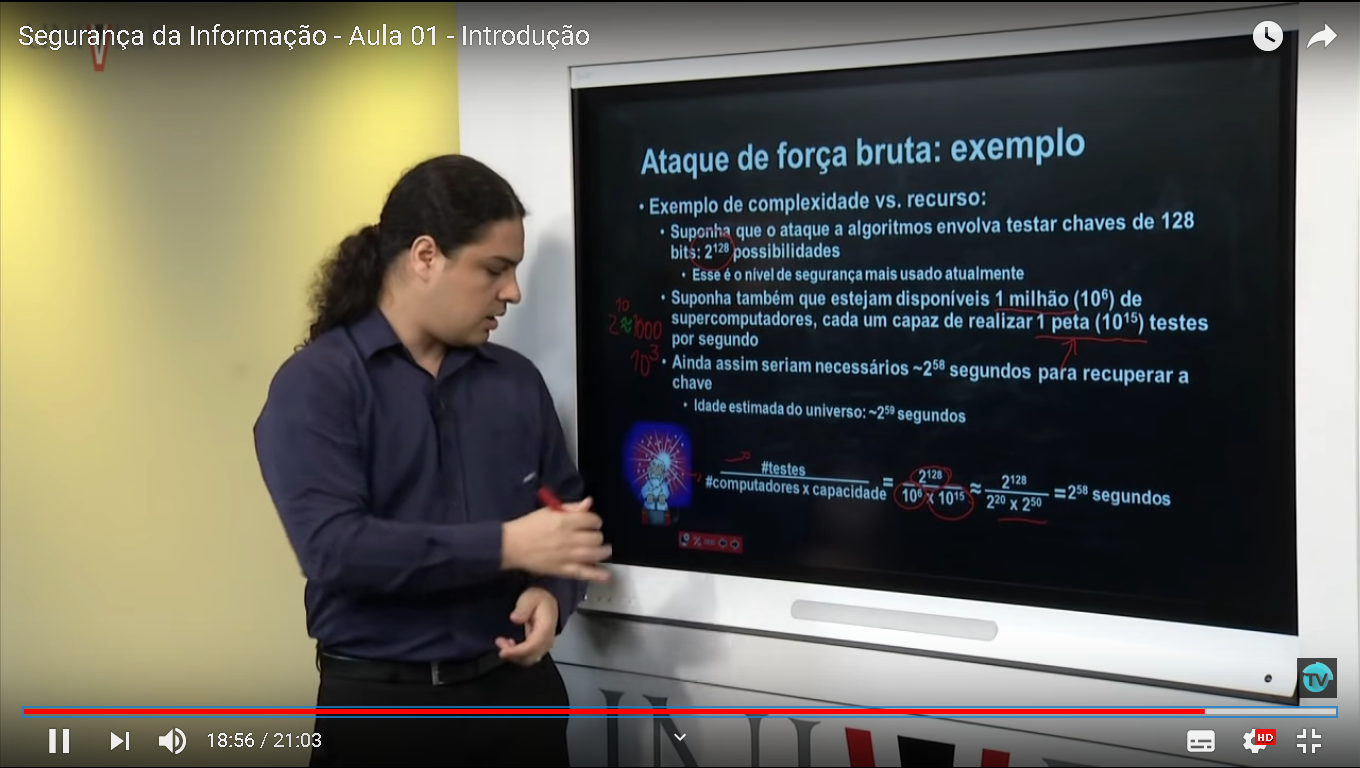 Segurança da Informação - Aula 01 - Introdução
Ataque de força bruta: exemplo
• Exemplo de complexidade vs. recurso:
• Suponha que o ataque a algoritmos envolva testar chaves de 128
bits: 2¹²⁸ possibilidades
• Esse é o nível de segurança mais usado atualmente
• Suponha também que estejam disponíveis 1 milhão (10⁶) de
supercomputadores, cada um capaz de realizar 1 peta (10¹⁵) testes
por segundo
2¹⁰ ≈ 1000
10³
• Ainda assim seriam necessários ~2⁵⁸ segundos para recuperar a
chave
• Idade estimada do universo: ~2⁵⁹ segundos
#testes
#computadores x capacidade
= 2¹²⁸
10⁶ x 10¹⁵
≈ 2¹²⁸
2²⁰ x 2⁵⁰
= 2⁵⁸ segundos
TV
18:56 / 21:03
HD